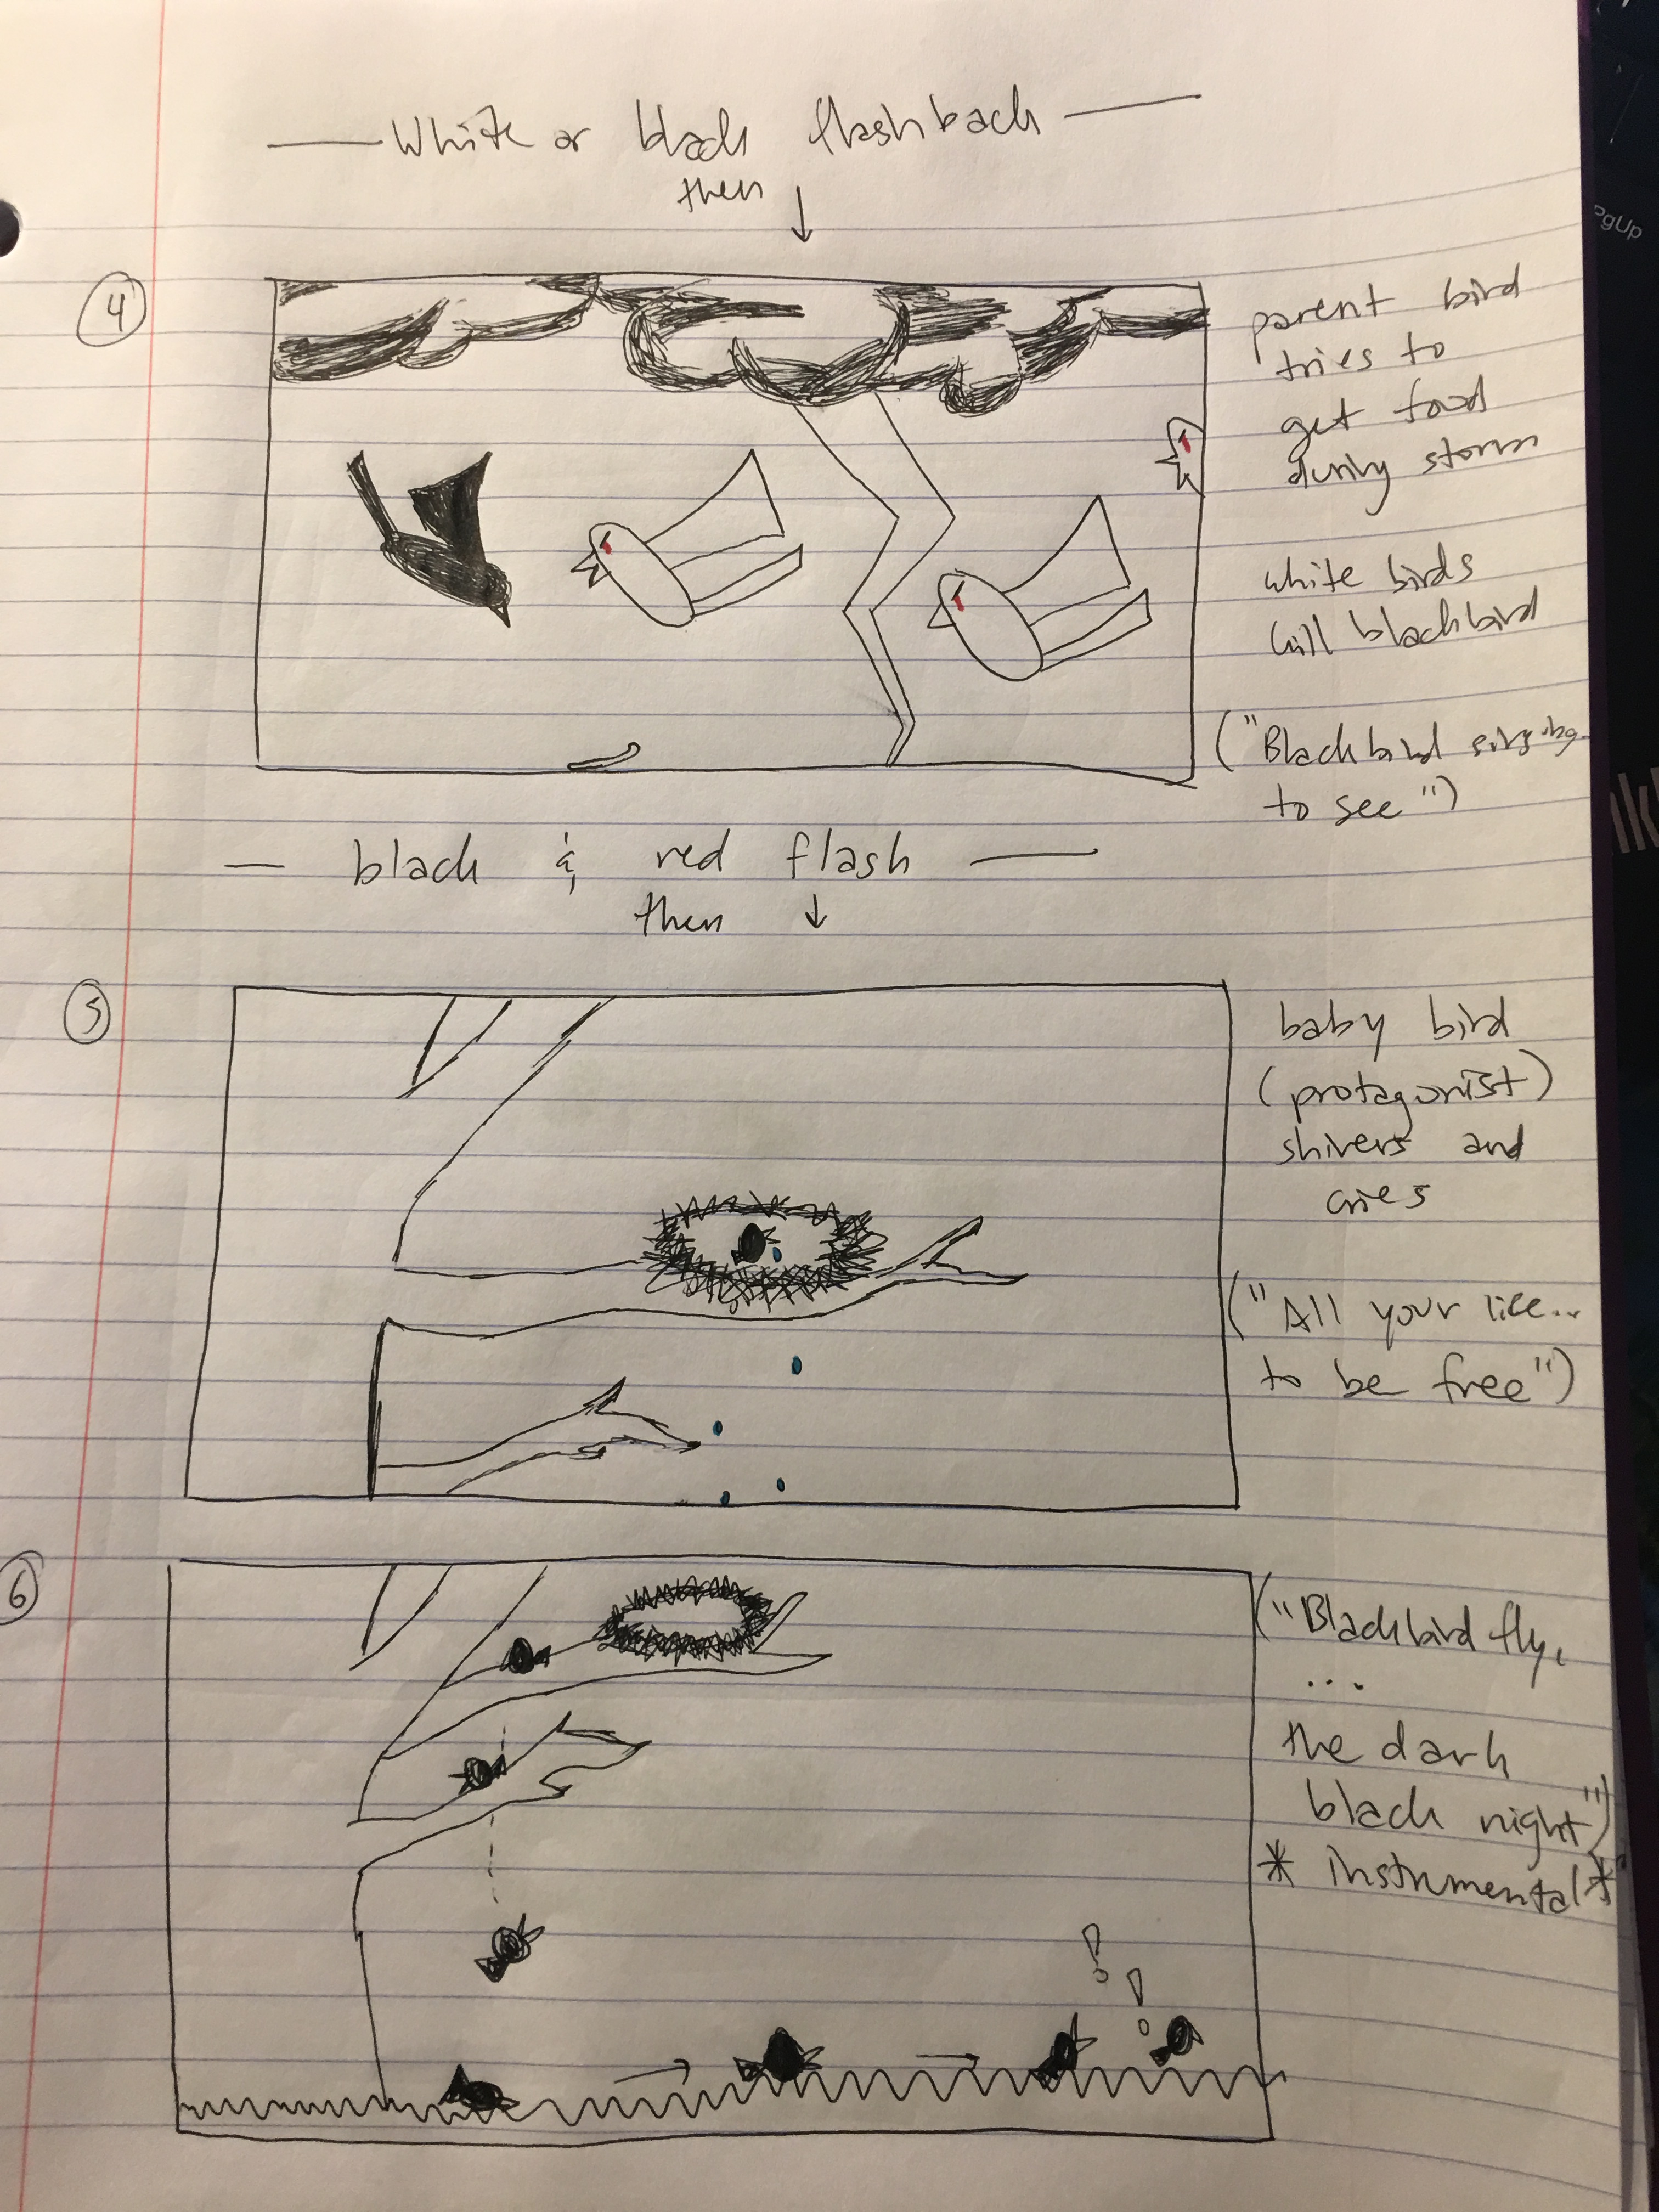 — White or black flashback —
then ↓
4
parent bird
tries to
get food
during storm
white birds
kill blackbird
("Blackbird singing
to see")
— black & red flash —
then ↓
5
baby bird
(protagonist)
shivers and
cries
("All your life...
to be free")
6
("Blackbird fly,
...
the dark
black night")
* instrumental *
! !
PgUp